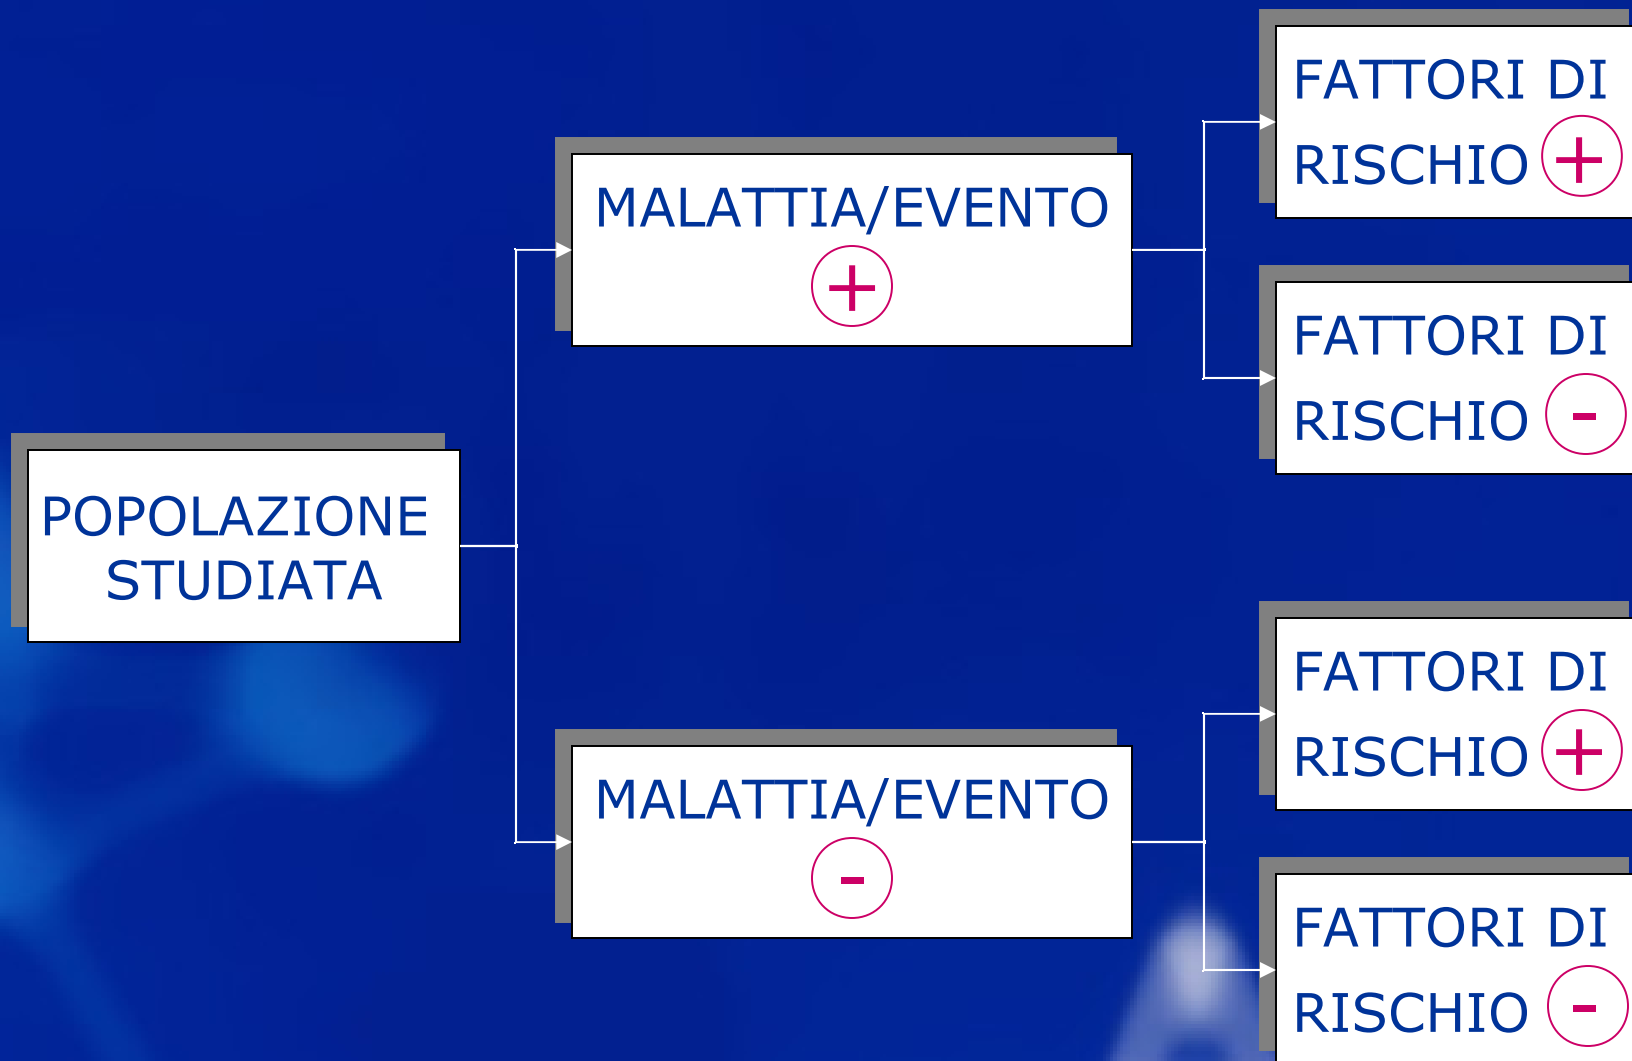 POPOLAZIONE
STUDIATA
MALATTIA/EVENTO
+
MALATTIA/EVENTO
-
FATTORI DI
RISCHIO +
FATTORI DI
RISCHIO -
FATTORI DI
RISCHIO +
FATTORI DI
RISCHIO -